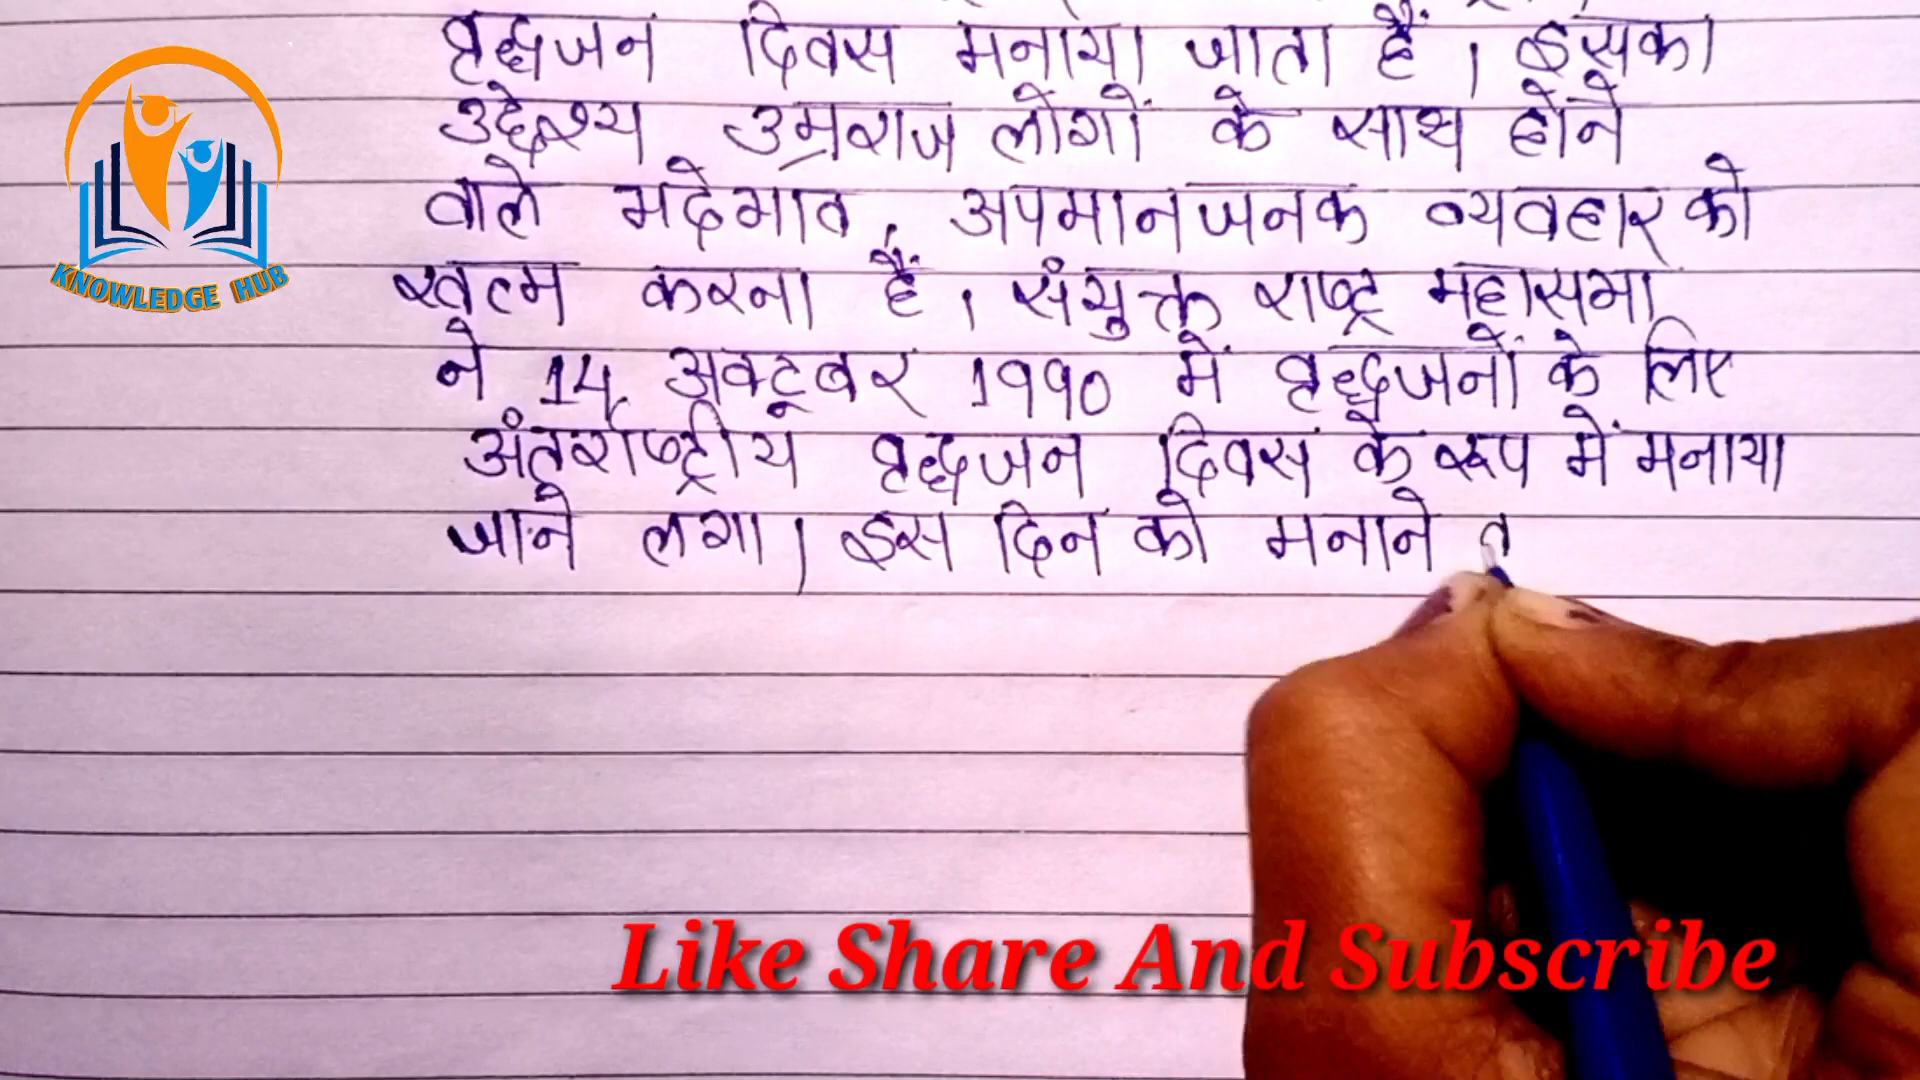 KNOWLEDGE HUB
वृद्धजन दिवस मनाया जाता हैं । इसका
उद्देश्य उम्रराज लोगों के साथ होने
वाले मदेभाव, अपमानजनक व्यवहार को
खत्म करना हैं । संयुक्त राष्ट्र महासभा
ने 14 अक्टूबर 1990 में वृद्धजनों के लिए
अंतर्राष्ट्रीय वृद्धजन दिवस के रूप में मनाया
जाने लगा । इस दिन को मनाने त
Like Share And Subscribe